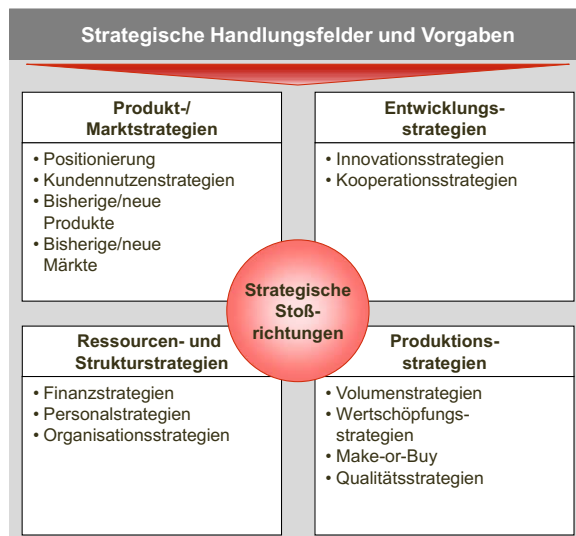 Strategische Handlungsfelder und Vorgaben
Produkt-/
Marktstrategien
• Positionierung
• Kundennutzenstrategien
• Bisherige/neue
Produkte
• Bisherige/neue
Märkte
Entwicklungs-
strategien
• Innovationsstrategien
• Kooperationsstrategien
Strategische
Stoß-
richtungen
Ressourcen- und
Strukturstrategien
• Finanzstrategien
• Personalstrategien
• Organisationsstrategien
Produktions-
strategien
• Volumenstrategien
• Wertschöpfungs-
strategien
• Make-or-Buy
• Qualitätsstrategien